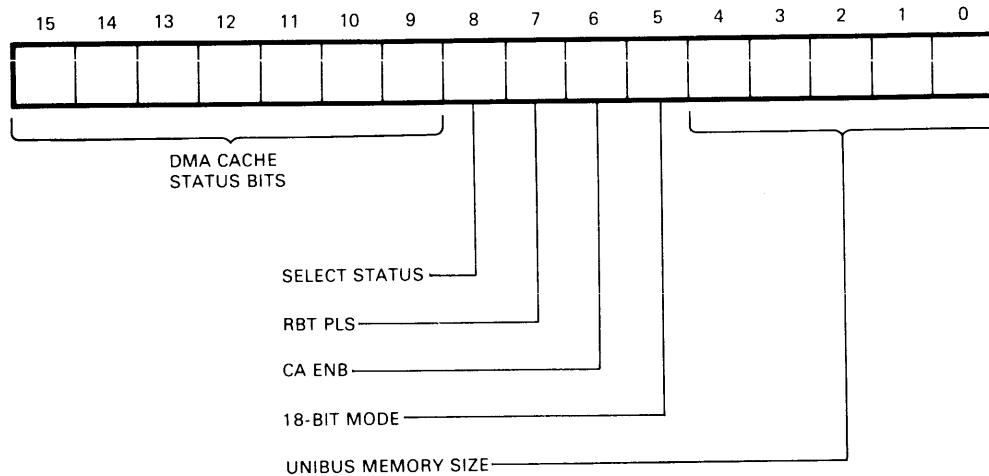 15 14 13 12 11 10 9 8 7 6 5 4 3 2 1 0
DMA CACHE
STATUS BITS
SELECT STATUS
RBT PLS
CA ENB
18-BIT MODE
UNIBUS MEMORY SIZE